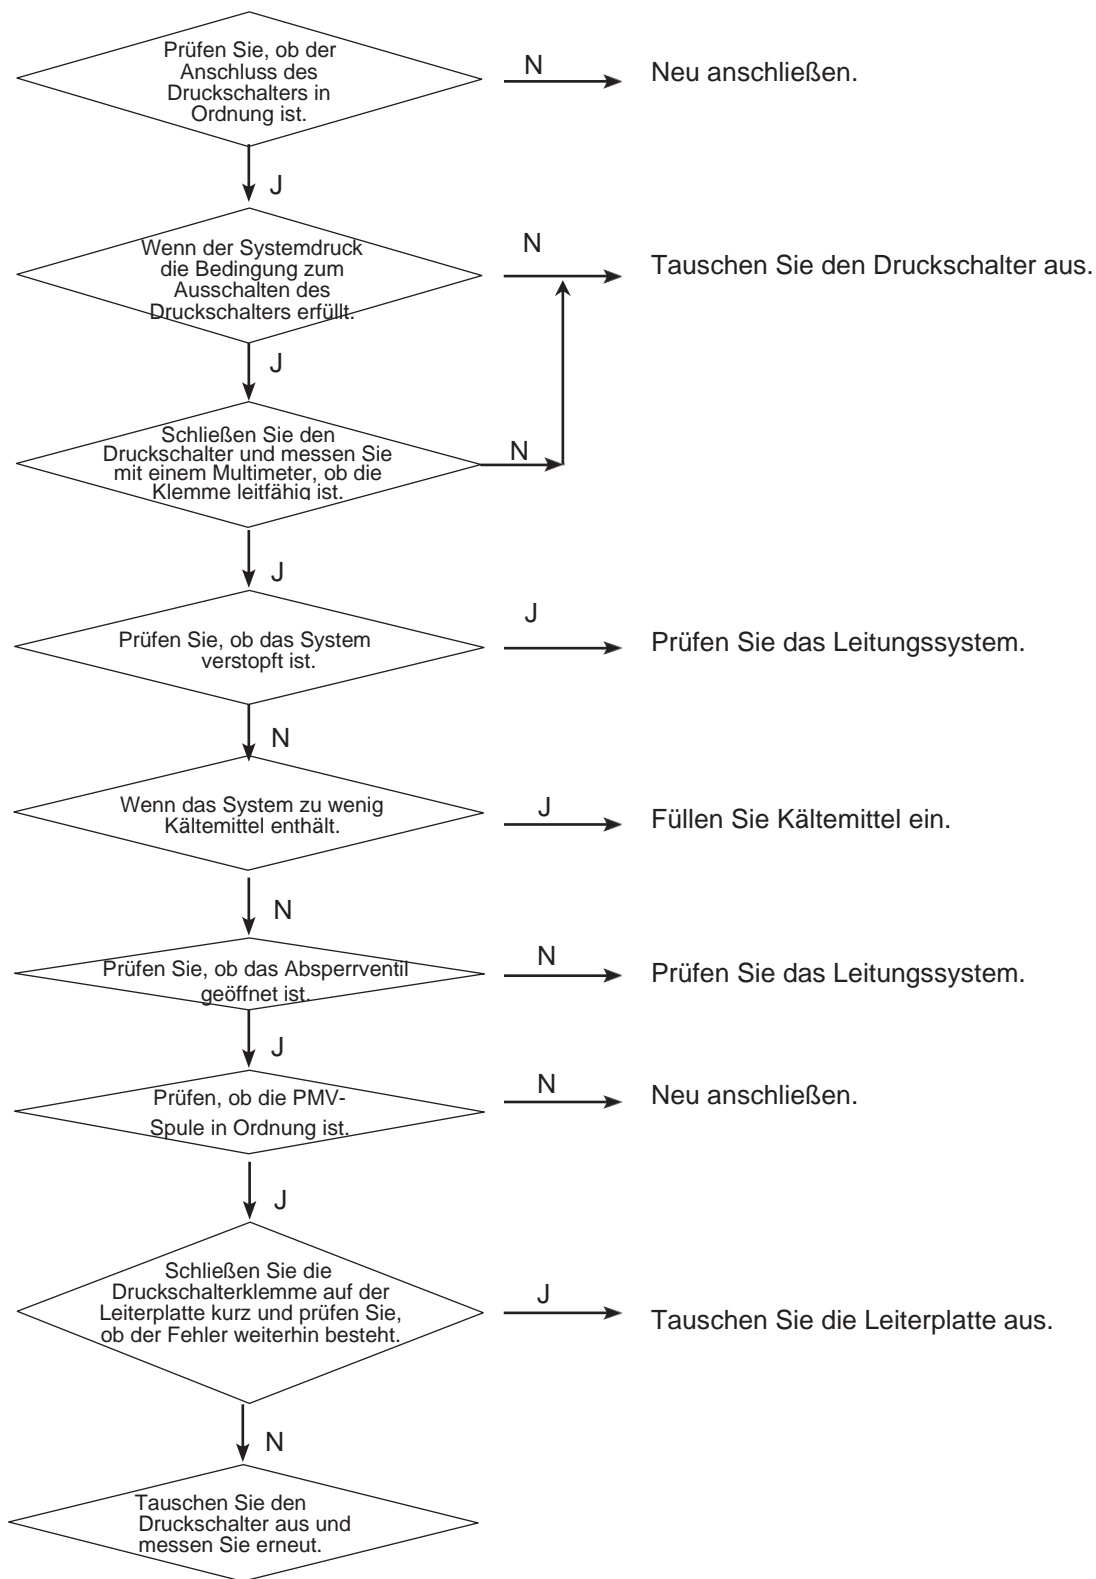 Prüfen Sie, ob der
Anschluss des
Druckschalters in
Ordnung ist.
N
Neu anschließen.
J
Wenn der Systemdruck
die Bedingung zum
Ausschalten des
Druckschalters erfüllt.
N
Tauschen Sie den Druckschalter aus.
J
Schließen Sie den
Druckschalter und messen Sie
mit einem Multimeter, ob die
Klemme leitfähig ist.
N
J
Prüfen Sie, ob das System
verstopft ist.
J
Prüfen Sie das Leitungssystem.
N
Wenn das System zu wenig
Kältemittel enthält.
J
Füllen Sie Kältemittel ein.
N
Prüfen Sie, ob das Absperrventil
geöffnet ist.
N
Prüfen Sie das Leitungssystem.
J
Prüfen, ob die PMV-
Spule in Ordnung ist.
N
Neu anschließen.
J
Schließen Sie die
Druckschalterklemme auf der
Leiterplatte kurz und prüfen Sie,
ob der Fehler weiterhin besteht.
J
Tauschen Sie die Leiterplatte aus.
N
Tauschen Sie den
Druckschalter aus und
messen Sie erneut.